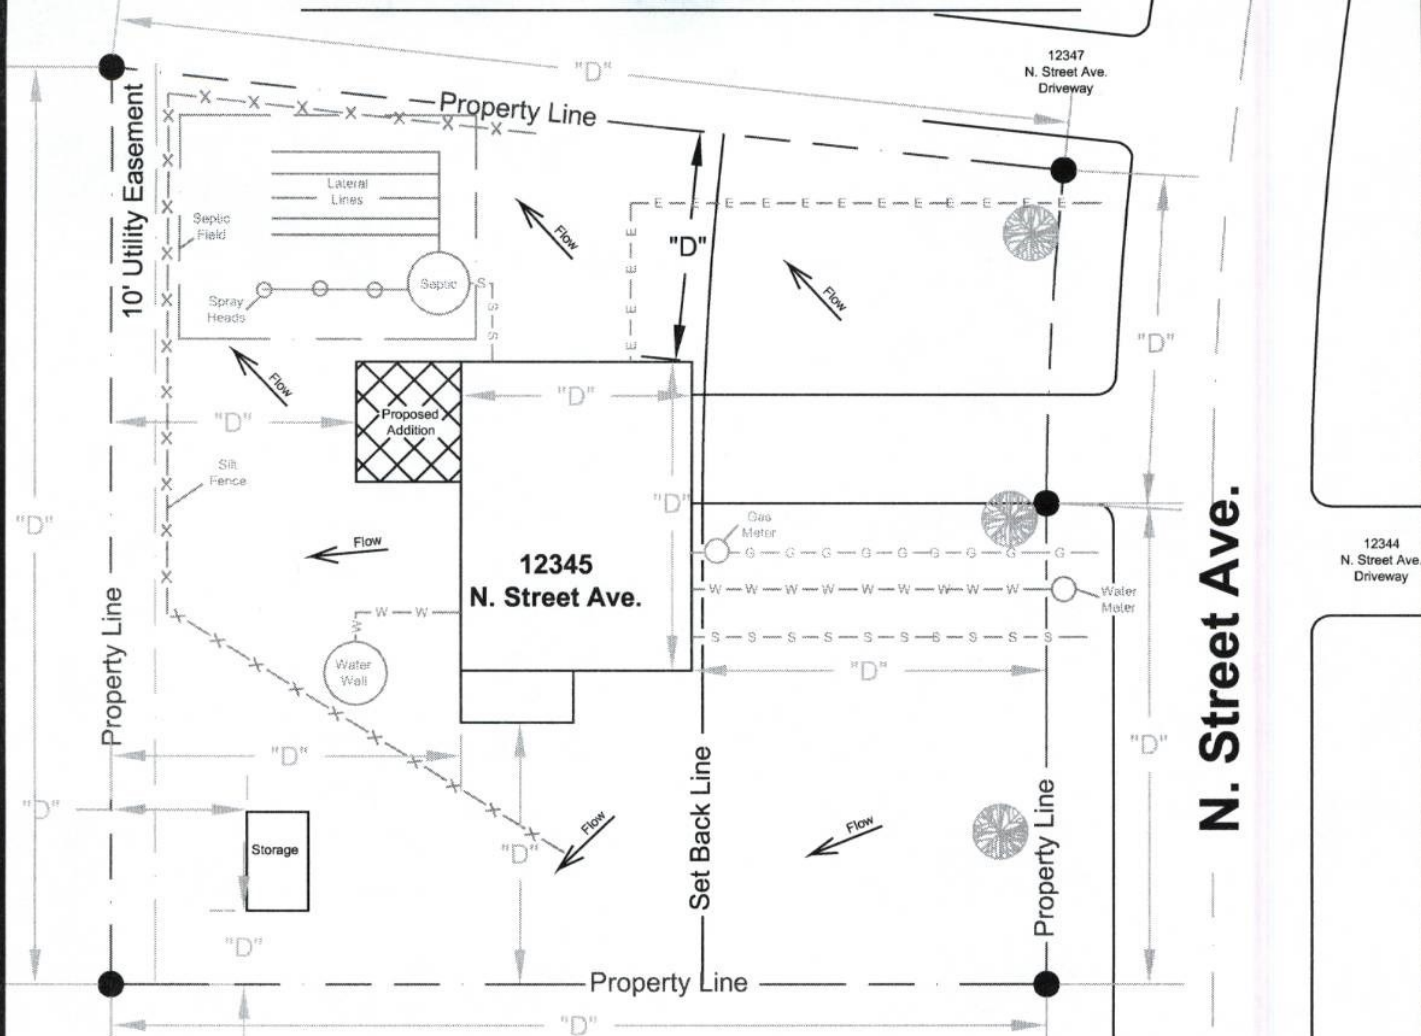 12347
N. Street Ave.
Driveway
"D"
Property Line
10' Utility Easement
Lateral
Lines
Septic
Field
Septic
S
S
S
Spray
Heads
Flow
E E E E E E E E E E E E
E
E
E
E
"D"
Flow
Flow
"D"
"D"
Proposed
Addition
"D"
Silt
Fence
"D"
"D"
Gas
Meter
G G G G G G G G G
Flow
12345
N. Street Ave.
W W W W W W W W W
Water
Meter
W W
W
S S S S S S S S S S
Water
Well
"D"
Property Line
N. Street Ave.
12344
N. Street Ave.
Driveway
"D"
"D"
"D"
Storage
"D"
Flow
Set Back Line
Flow
Property Line
"D"
Property Line
"D"
X X X X X X X
X
X
X
X
X
X
X
X
X
X
X
X X X X X X X X X X